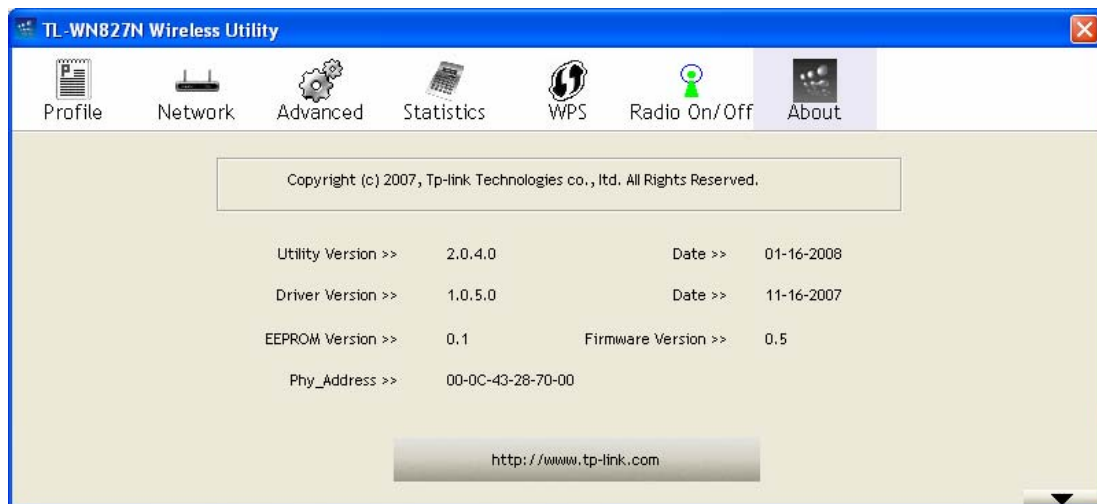 TL-WN827N Wireless Utility
Profile Network Advanced Statistics WPS Radio On/Off About
Copyright (c) 2007, Tp-link Technologies co., ltd. All Rights Reserved.
Utility Version >> 2.0.4.0 Date >> 01-16-2008
Driver Version >> 1.0.5.0 Date >> 11-16-2007
EEPROM Version >> 0.1 Firmware Version >> 0.5
Phy_Address >> 00-0C-43-28-70-00
http://www.tp-link.com